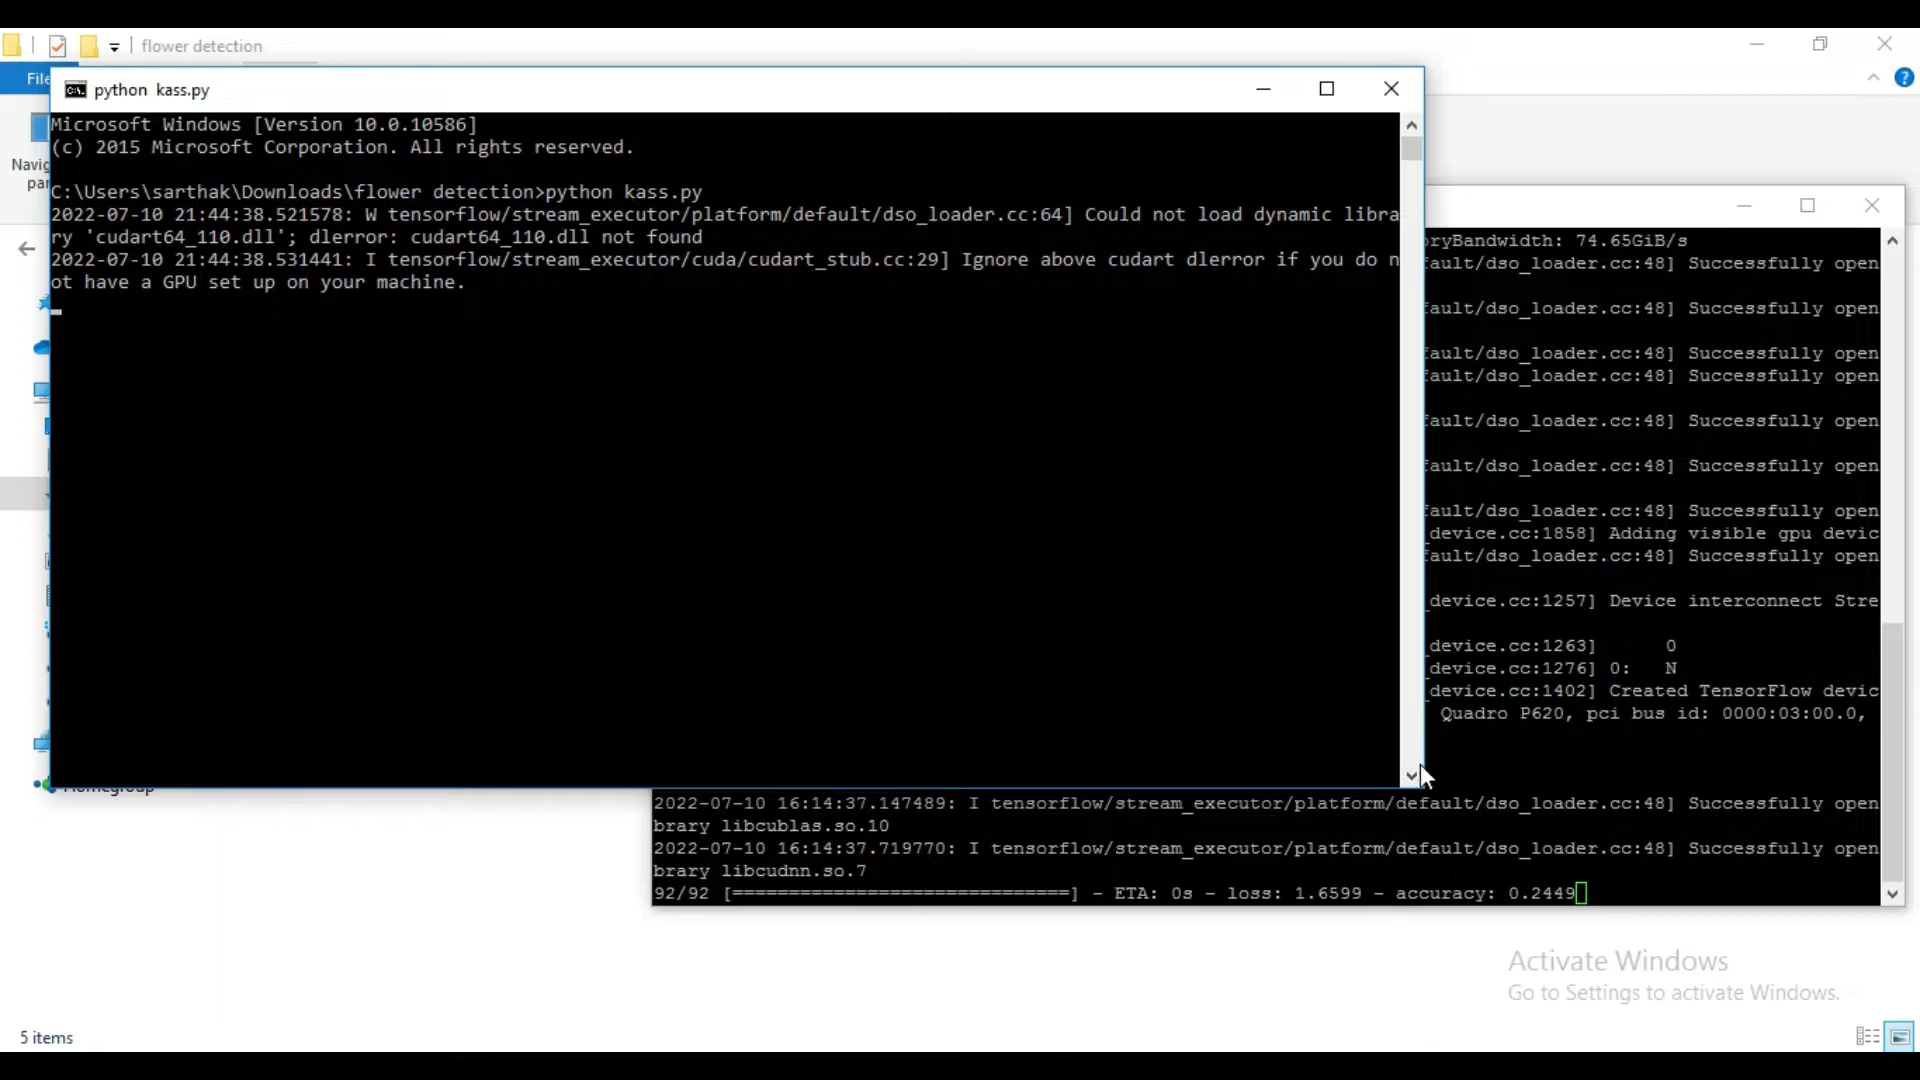 flower detection
File
python kass.py
Microsoft Windows [Version 10.0.10586]
(c) 2015 Microsoft Corporation. All rights reserved.
C:\Users\sarthak\Downloads\flower detection>python kass.py
2022-07-10 21:44:38.521578: W tensorflow/stream_executor/platform/default/dso_loader.cc:64] Could not load dynamic libra
ry 'cudart64_110.dll'; dlerror: cudart64_110.dll not found
2022-07-10 21:44:38.531441: I tensorflow/stream_executor/cuda/cudart_stub.cc:29] Ignore above cudart dlerror if you do n
ot have a GPU set up on your machine.
Navig
pan
oryBandwidth: 74.65GiB/s
fault/dso_loader.cc:48] Successfully open
fault/dso_loader.cc:48] Successfully open
fault/dso_loader.cc:48] Successfully open
fault/dso_loader.cc:48] Successfully open
fault/dso_loader.cc:48] Successfully open
fault/dso_loader.cc:48] Successfully open
fault/dso_loader.cc:48] Successfully open
_device.cc:1858] Adding visible gpu devic
fault/dso_loader.cc:48] Successfully open
_device.cc:1257] Device interconnect Stre
_device.cc:1263] 0
_device.cc:1276] 0: N
_device.cc:1402] Created TensorFlow devic
Quadro P620, pci bus id: 0000:03:00.0,
Homegroup
2022-07-10 16:14:37.147489: I tensorflow/stream_executor/platform/default/dso_loader.cc:48] Successfully open
brary libcublas.so.10
2022-07-10 16:14:37.719770: I tensorflow/stream_executor/platform/default/dso_loader.cc:48] Successfully open
brary libcudnn.so.7
92/92 [==============================] - ETA: 0s - loss: 1.6599 - accuracy: 0.2449
Activate Windows
Go to Settings to activate Windows.
5 items